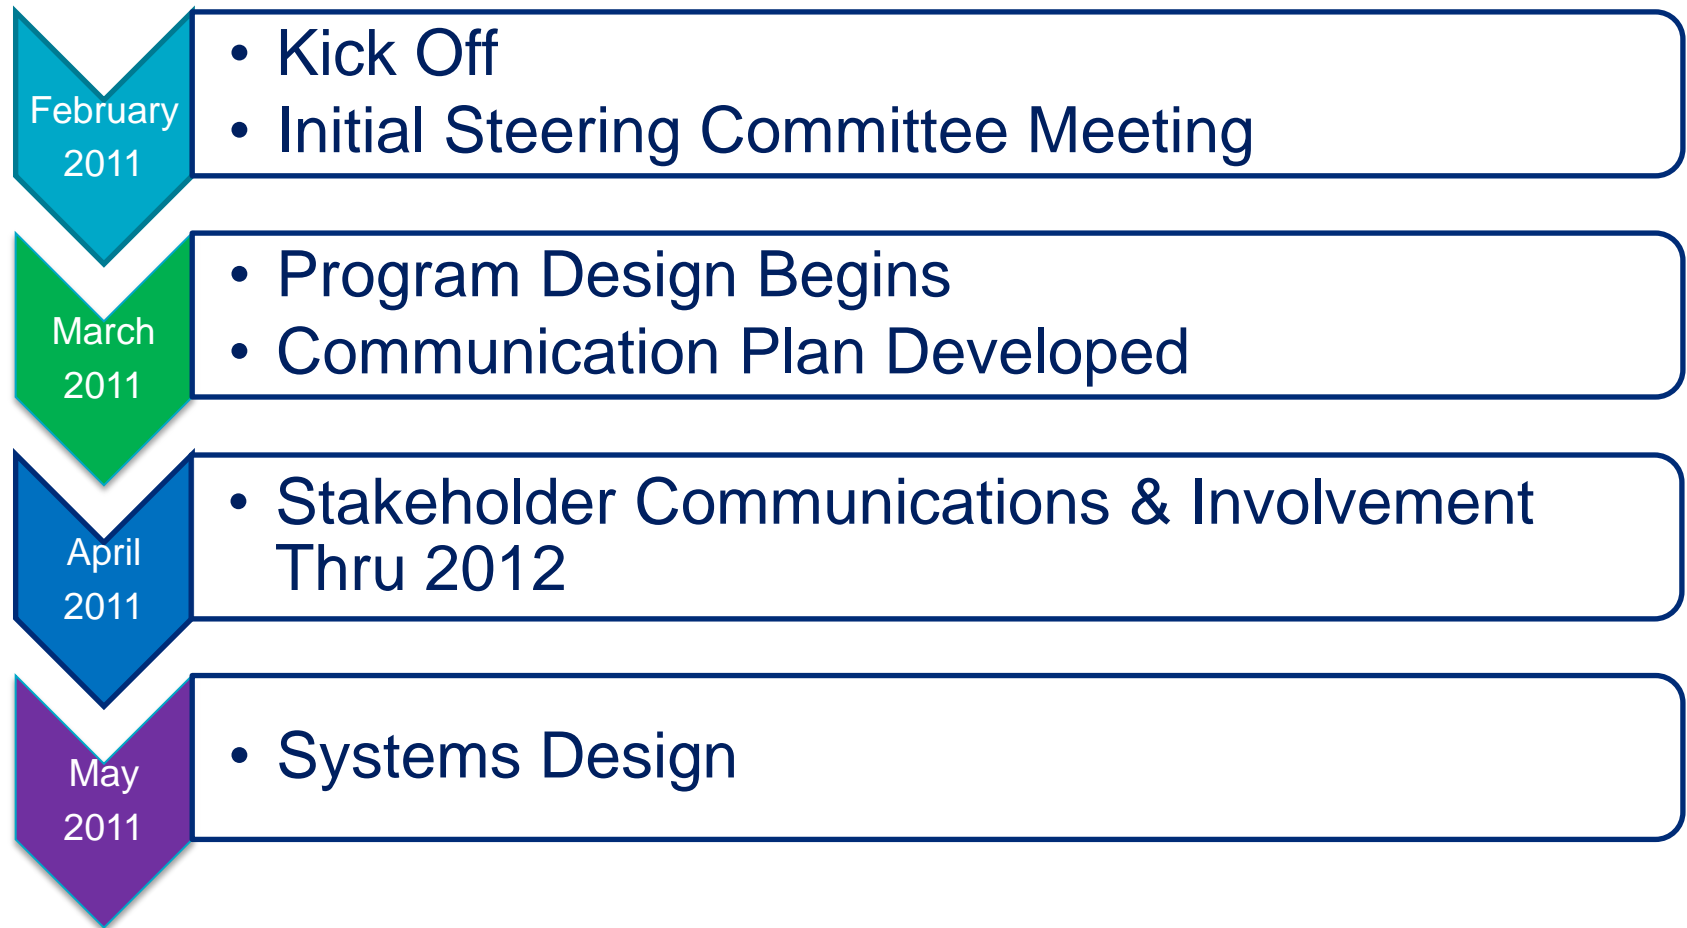 February
2011
• Kick Off
• Initial Steering Committee Meeting
March
2011
• Program Design Begins
• Communication Plan Developed
April
2011
• Stakeholder Communications & Involvement
Thru 2012
May
2011
• Systems Design